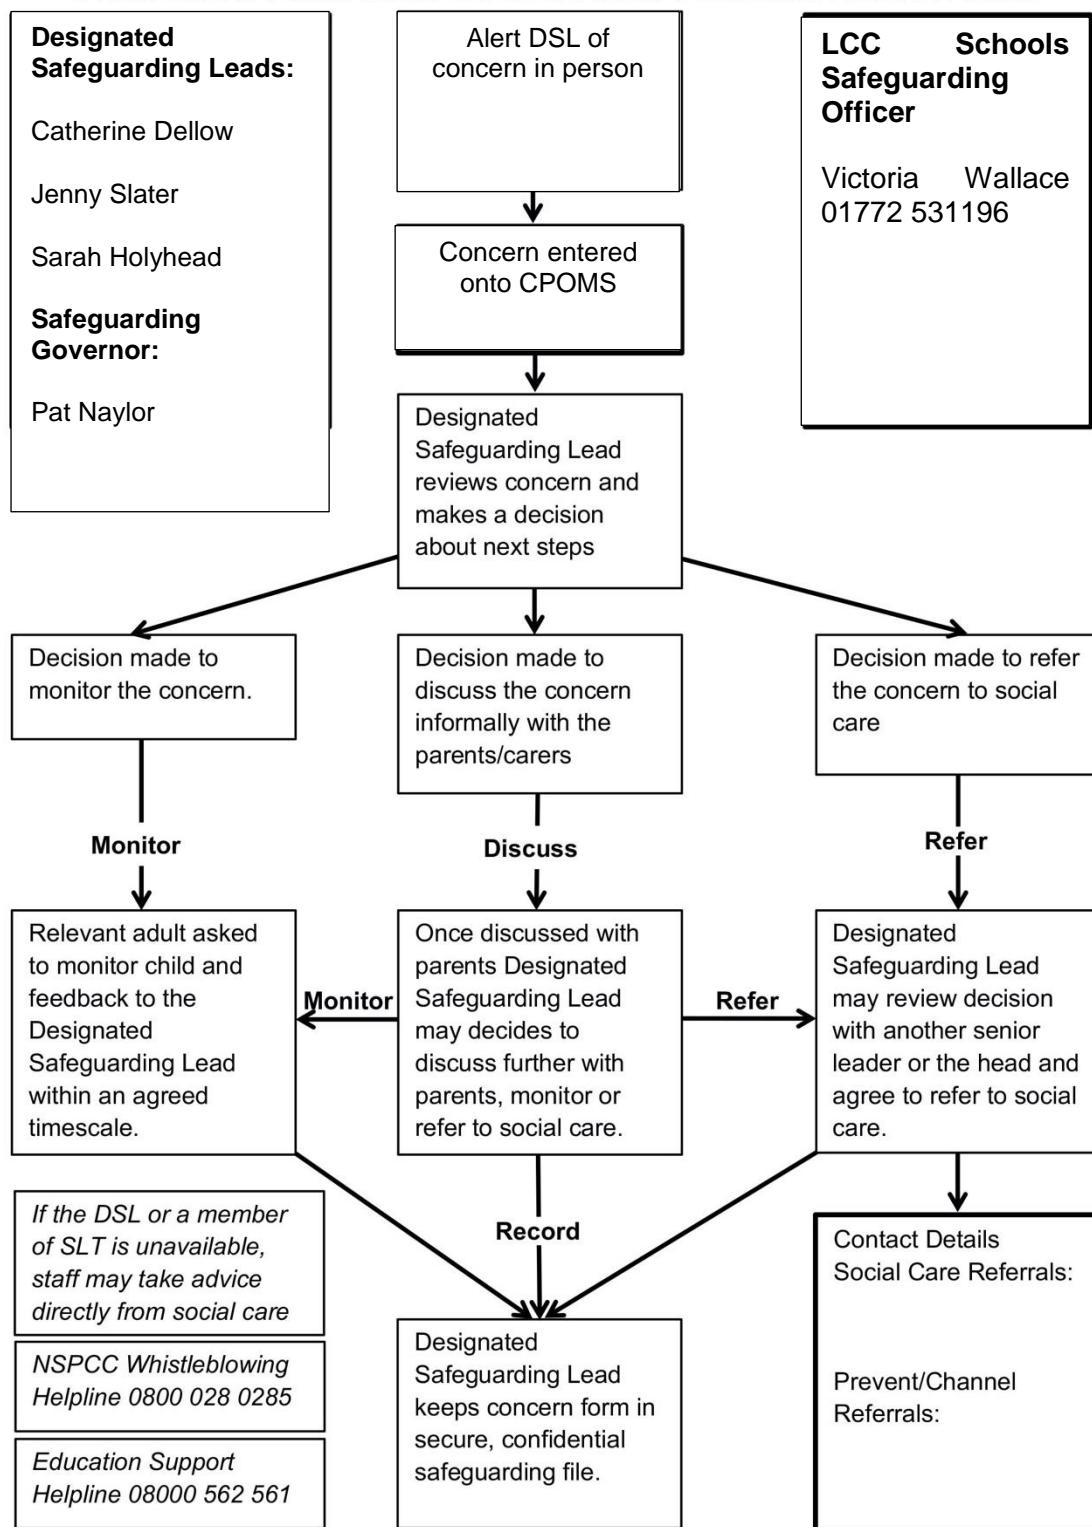 Designated
Safeguarding Leads:
Catherine Dellow
Jenny Slater
Sarah Holyhead
Safeguarding
Governor:
Pat Naylor
Alert DSL of
concern in person
LCC Schools
Safeguarding
Officer
Victoria Wallace
01772 531196
Concern entered
onto CPOMS
Designated
Safeguarding Lead
reviews concern and
makes a decision
about next steps
Decision made to
monitor the concern.
Decision made to
discuss the concern
informally with the
parents/carers
Decision made to refer
the concern to social
care
Monitor
Discuss
Refer
Relevant adult asked
to monitor child and
feedback to the
Designated
Safeguarding Lead
within an agreed
timescale.
Monitor
Once discussed with
parents Designated
Safeguarding Lead
may decides to
discuss further with
parents, monitor or
refer to social care.
Refer
Designated
Safeguarding Lead
may review decision
with another senior
leader or the head and
agree to refer to social
care.
If the DSL or a member
of SLT is unavailable,
staff may take advice
directly from social care
Record
Contact Details
Social Care Referrals:
Prevent/Channel
Referrals:
NSPCC Whistleblowing
Helpline 0800 028 0285
Designated
Safeguarding Lead
keeps concern form in
secure, confidential
safeguarding file.
Education Support
Helpline 08000 562 561